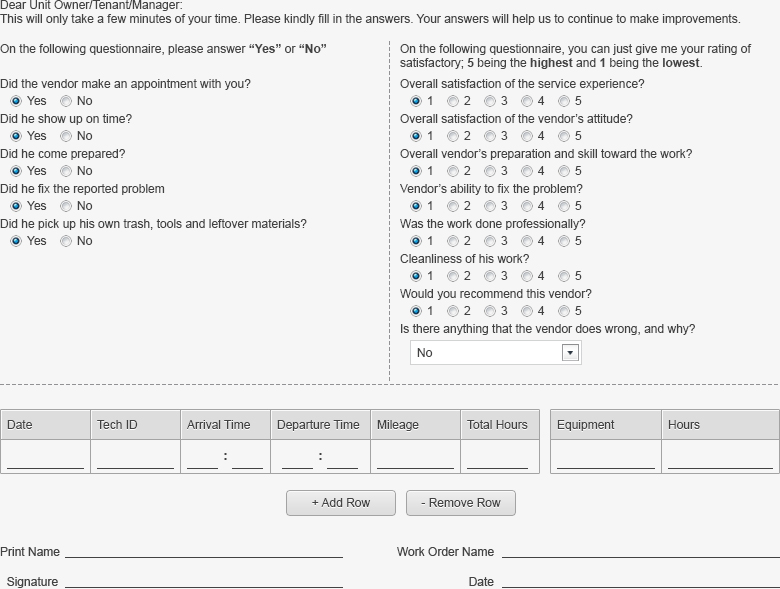 Dear Unit Owner/Tenant/Manager:
This will only take a few minutes of your time. Please kindly fill in the answers. Your answers will help us to continue to make improvements.
On the following questionnaire, please answer “Yes” or “No”
Did the vendor make an appointment with you?
Yes No
Did he show up on time?
Yes No
Did he come prepared?
Yes No
Did he fix the reported problem
Yes No
Did he pick up his own trash, tools and leftover materials?
Yes No
On the following questionnaire, you can just give me your rating of
satisfactory; 5 being the highest and 1 being the lowest.
Overall satisfaction of the service experience?
1 2 3 4 5
Overall satisfaction of the vendor’s attitude?
1 2 3 4 5
Overall vendor’s preparation and skill toward the work?
1 2 3 4 5
Vendor’s ability to fix the problem?
1 2 3 4 5
Was the work done professionally?
1 2 3 4 5
Cleanliness of his work?
1 2 3 4 5
Would you recommend this vendor?
1 2 3 4 5
Is there anything that the vendor does wrong, and why?
No
Date Tech ID Arrival Time Departure Time Mileage Total Hours Equipment Hours
: :
+ Add Row - Remove Row
Print Name Work Order Name
Signature Date